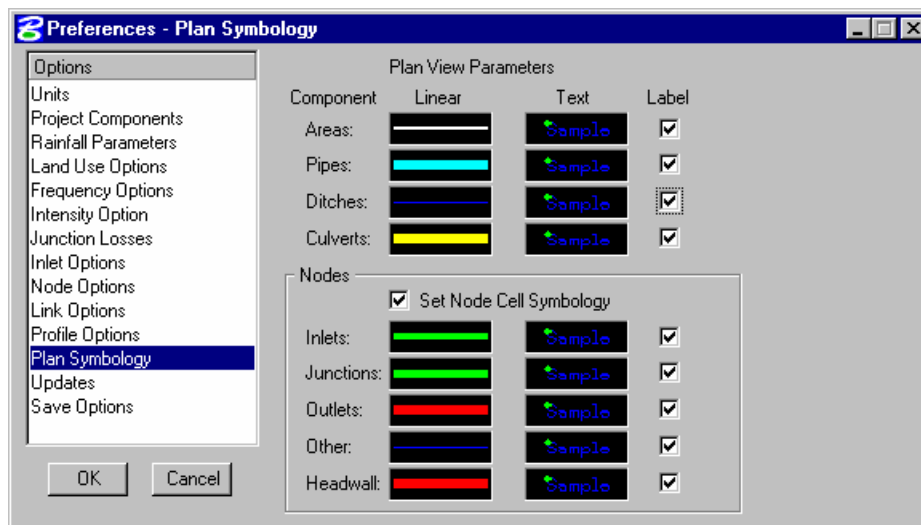 Preferences - Plan Symbology
Options
Units
Project Components
Rainfall Parameters
Land Use Options
Frequency Options
Intensity Option
Junction Losses
Inlet Options
Node Options
Link Options
Profile Options
Plan Symbology
Updates
Save Options
OK Cancel
Plan View Parameters
Component Linear Text Label
Areas: Sample
Pipes: Sample
Ditches: Sample
Culverts: Sample
Nodes
Set Node Cell Symbology
Inlets: Sample
Junctions: Sample
Outlets: Sample
Other: Sample
Headwall: Sample